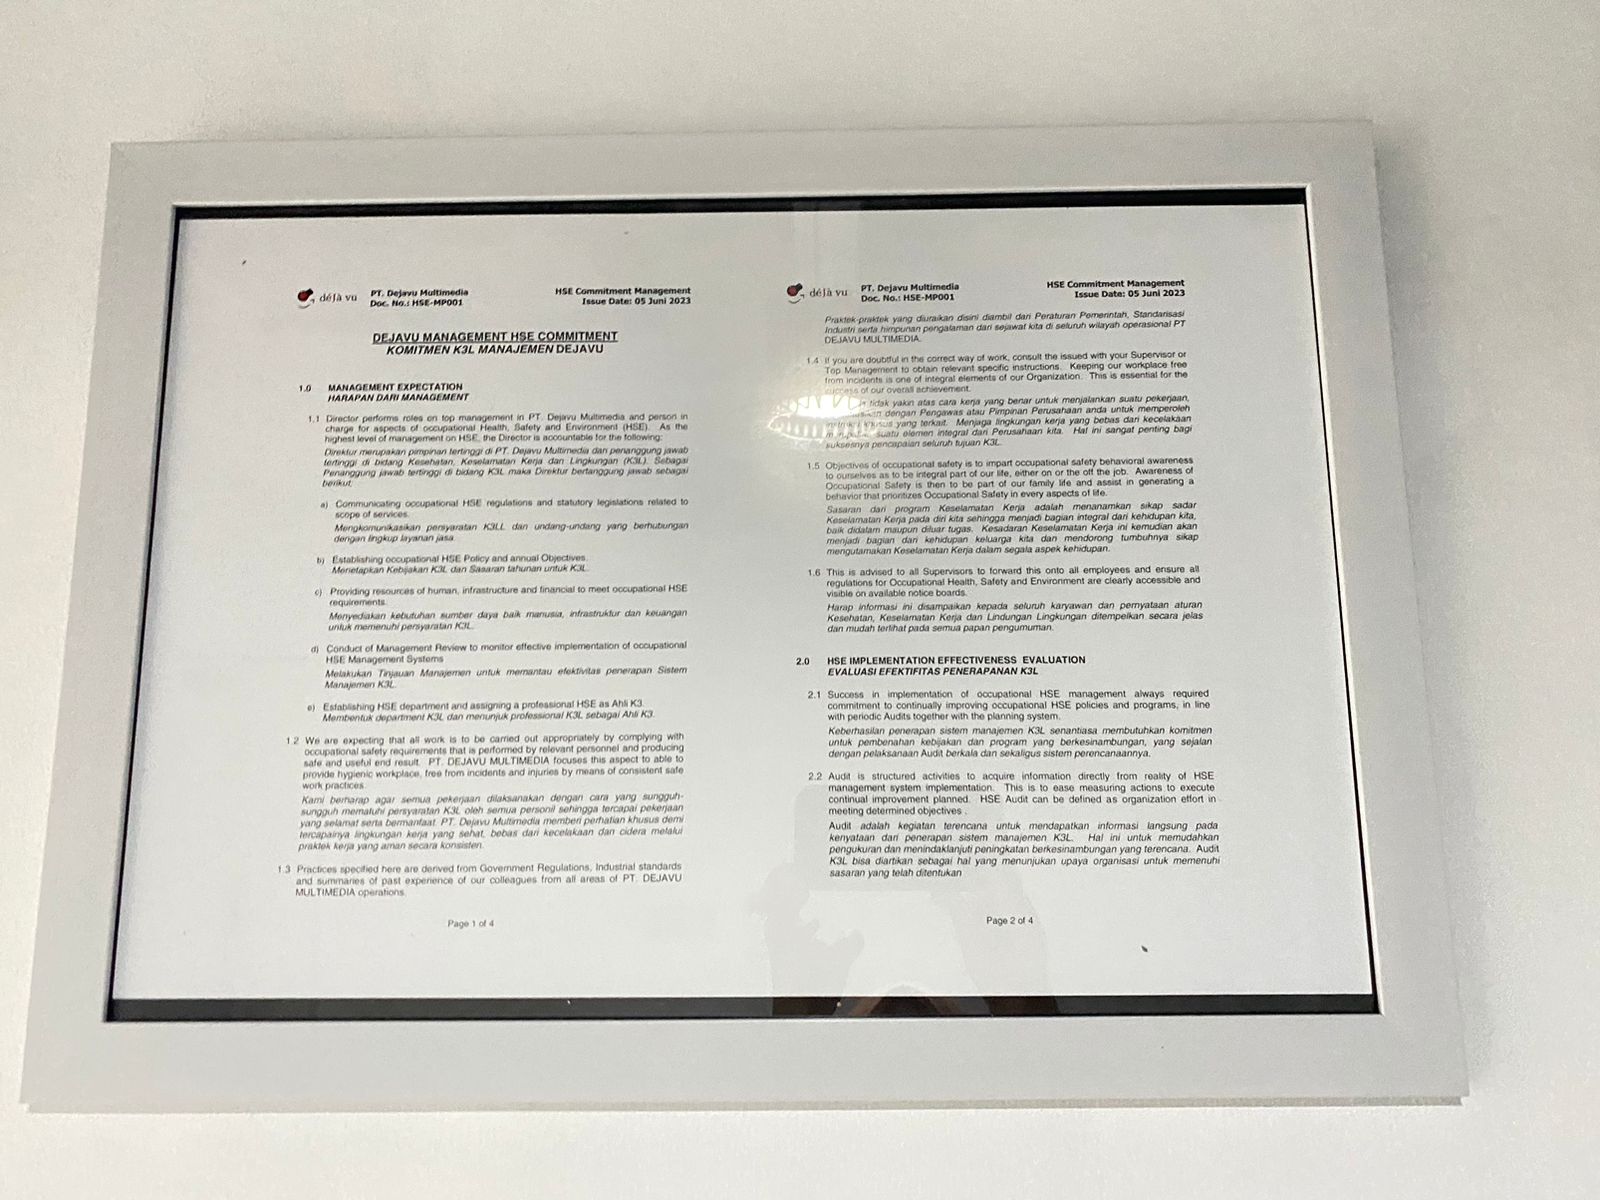 déjà vu
PT. Dejavu Multimedia
Doc. No.: HSE-MP001
HSE Commitment Management
Issue Date: 05 Juni 2023
DEJAVU MANAGEMENT HSE COMMITMENT
KOMITMEN K3L MANAJEMEN DEJAVU
1.0 MANAGEMENT EXPECTATION
HARAPAN DARI MANAGEMENT
1.1 Director performs roles on top management in PT. Dejavu Multimedia and person in
charge for aspects of occupational Health, Safety and Environment (HSE). As the
highest level of management on HSE, the Director is accountable for the following:
Direktur merupakan pimpinan tertinggi di PT. Dejavu Multimedia dan penanggung jawab
tertinggi di bidang Kesehatan, Keselamatan Kerja dan Lingkungan (K3L). Sebagai
Penanggung jawab tertinggi di bidang K3L maka Direktur bertanggung jawab sebagai
berikut:
a) Communicating occupational HSE regulations and statutory legislations related to
scope of services.
Mengkomunikasikan persyaratan K3LL dan undang-undang yang berhubungan
dengan lingkup layanan jasa.
b) Establishing occupational HSE Policy and annual Objectives.
Menetapkan Kebijakan K3L dan Sasaran tahunan untuk K3L.
c) Providing resources of human, infrastructure and financial to meet occupational HSE
requirements.
Menyediakan kebutuhan sumber daya baik manusia, infrastruktur dan keuangan
untuk memenuhi persyaratan K3L.
d) Conduct of Management Review to monitor effective implementation of occupational
HSE Management Systems
Melakukan Tinjauan Manajemen untuk memantau efektivitas penerapan Sistem
Manajemen K3L.
e) Establishing HSE department and assigning a professional HSE as Ahli K3.
Membentuk department K3L dan menunjuk professional K3L sebagai Ahli K3.
1.2 We are expecting that all work is to be carried out appropriately by complying with
occupational safety requirements that is performed by relevant personnel and producing
safe and useful end result. PT. DEJAVU MULTIMEDIA focuses this aspect to able to
provide hygienic workplace, free from incidents and injuries by means of consistent safe
work practices.
Kami berharap agar semua pekerjaan dilaksanakan dengan cara yang sungguh-
sungguh mematuhi persyaratan K3L oleh semua personil sehingga tercapai pekerjaan
yang selamat serta bermanfaat. PT. Dejavu Multimedia memberi perhatian khusus demi
tercapainya lingkungan kerja yang sehat, bebas dari kecelakaan dan cidera melalui
praktek kerja yang aman secara konsisten.
1.3 Practices specified here are derived from Government Regulations, Industrial standards
and summaries of past experience of our colleagues from all areas of PT. DEJAVU
MULTIMEDIA operations.
Page 1 of 4
déjà vu
PT. Dejavu Multimedia
Doc. No.: HSE-MP001
HSE Commitment Management
Issue Date: 05 Juni 2023
Praktek-praktek yang diuraikan disini diambil dari Peraturan Pemerintah, Standarisasi
Industri serta himpunan pengalaman dari sejawat kita di seluruh wilayah operasional PT
DEJAVU MULTIMEDIA.
1.4 If you are doubtful in the correct way of work, consult the issued with your Supervisor or
Top Management to obtain relevant specific instructions. Keeping our workplace free
from incidents is one of integral elements of our Organization. This is essential for the
success of our overall achievement.
tidak yakin atas cara kerja yang benar untuk menjalankan suatu pekerjaan,
dengan Pengawas atau Pimpinan Perusahaan anda untuk memperoleh
yang terkait. Menjaga lingkungan kerja yang bebas dari kecelakaan
suatu elemen integral dari Perusahaan kita. Hal ini sangat penting bagi
suksesnya pencapaian seluruh tujuan K3L.
1.5 Objectives of occupational safety is to impart occupational safety behavioral awareness
to ourselves as to be integral part of our life, either on or the off the job. Awareness of
Occupational Safety is then to be part of our family life and assist in generating a
behavior that prioritizes Occupational Safety in every aspects of life.
Sasaran dari program Keselamatan Kerja adalah menanamkan sikap sadar
Keselamatan Kerja pada diri kita sehingga menjadi bagian integral dari kehidupan kita,
baik didalam maupun diluar tugas. Kesadaran Keselamatan Kerja ini kemudian akan
menjadi bagian dari kehidupan keluarga kita dan mendorong tumbuhnya sikap
mengutamakan Keselamatan Kerja dalam segala aspek kehidupan.
1.6 This is advised to all Supervisors to forward this onto all employees and ensure all
regulations for Occupational Health, Safety and Environment are clearly accessible and
visible on available notice boards.
Harap informasi ini disampaikan kepada seluruh karyawan dan pernyataan aturan
Kesehatan, Keselamatan Kerja dan Lindungan Lingkungan ditempelkan secara jelas
dan mudah terlihat pada semua papan pengumuman.
2.0 HSE IMPLEMENTATION EFFECTIVENESS EVALUATION
EVALUASI EFEKTIFITAS PENERAPANAN K3L
2.1 Success in implementation of occupational HSE management always required
commitment to continually improving occupational HSE policies and programs, in line
with periodic Audits together with the planning system.
Keberhasilan penerapan sistem manajemen K3L senantiasa membutuhkan komitmen
untuk pembenahan kebijakan dan program yang berkesinambungan, yang sejalan
dengan pelaksanaan Audit berkala dan sekaligus sistem perencanaannya.
2.2 Audit is structured activities to acquire information directly from reality of HSE
management system implementation. This is to ease measuring actions to execute
continual improvement planned. HSE Audit can be defined as organization effort in
meeting determined objectives .
Audit adalah kegiatan terencana untuk mendapatkan informasi langsung pada
kenyataan dari penerapan sistem manajemen K3L. Hal ini untuk memudahkan
pengukuran dan menindaklanjuti peningkatan berkesinambungan yang terencana. Audit
K3L bisa diartikan sebagai hal yang menunjukan upaya organisasi untuk memenuhi
sasaran yang telah ditentukan
Page 2 of 4